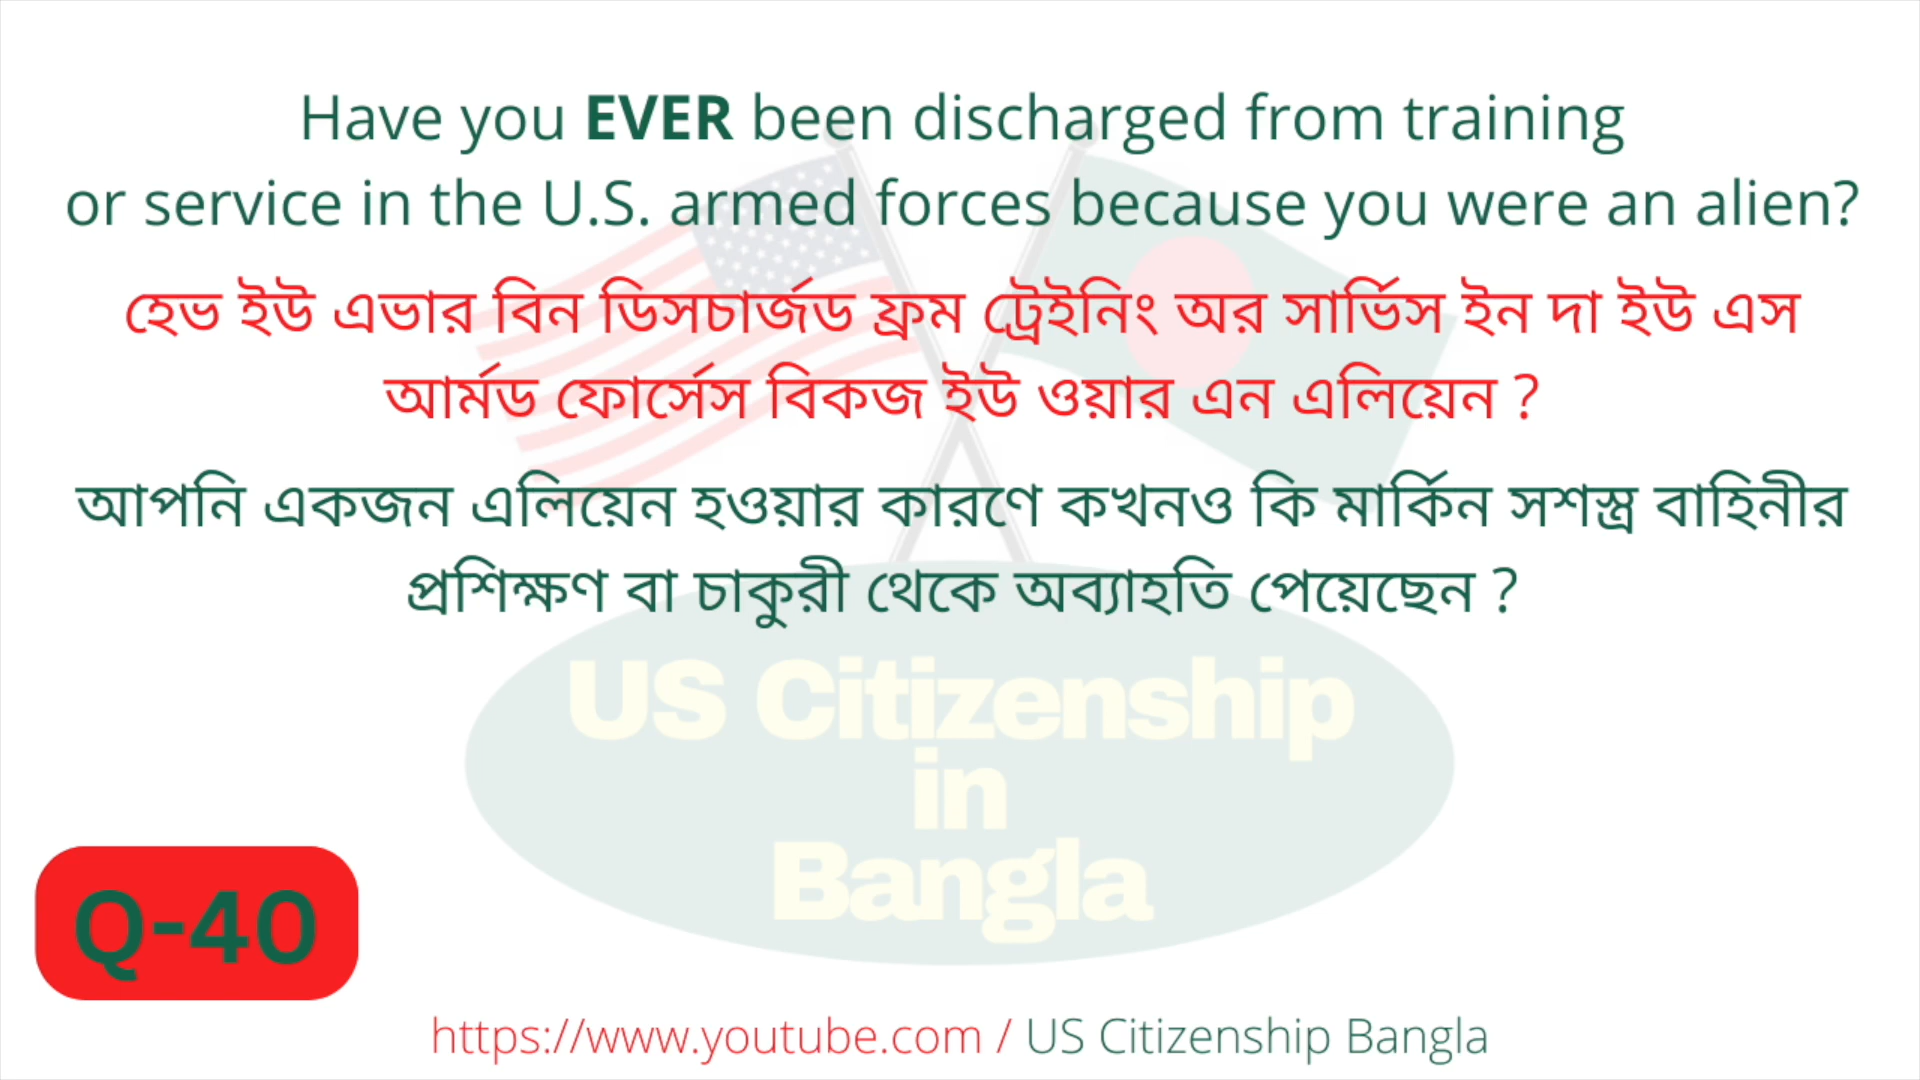 Have you EVER been discharged from training
or service in the U.S. armed forces because you were an alien?
হেভ ইউ এভার বিন ডিসচার্জড ফ্রম ট্রেইনিং অর সার্ভিস ইন দা ইউ এস
আর্মড ফোর্সেস বিকজ ইউ ওয়ার এন এলিয়েন ?
আপনি একজন এলিয়েন হওয়ার কারণে কখনও কি মার্কিন সশস্ত্র বাহিনীর
প্রশিক্ষণ বা চাকুরী থেকে অব্যাহতি পেয়েছেন ?
US Citizenship
in
Bangla
Q-40
https://www.youtube.com / US Citizenship Bangla